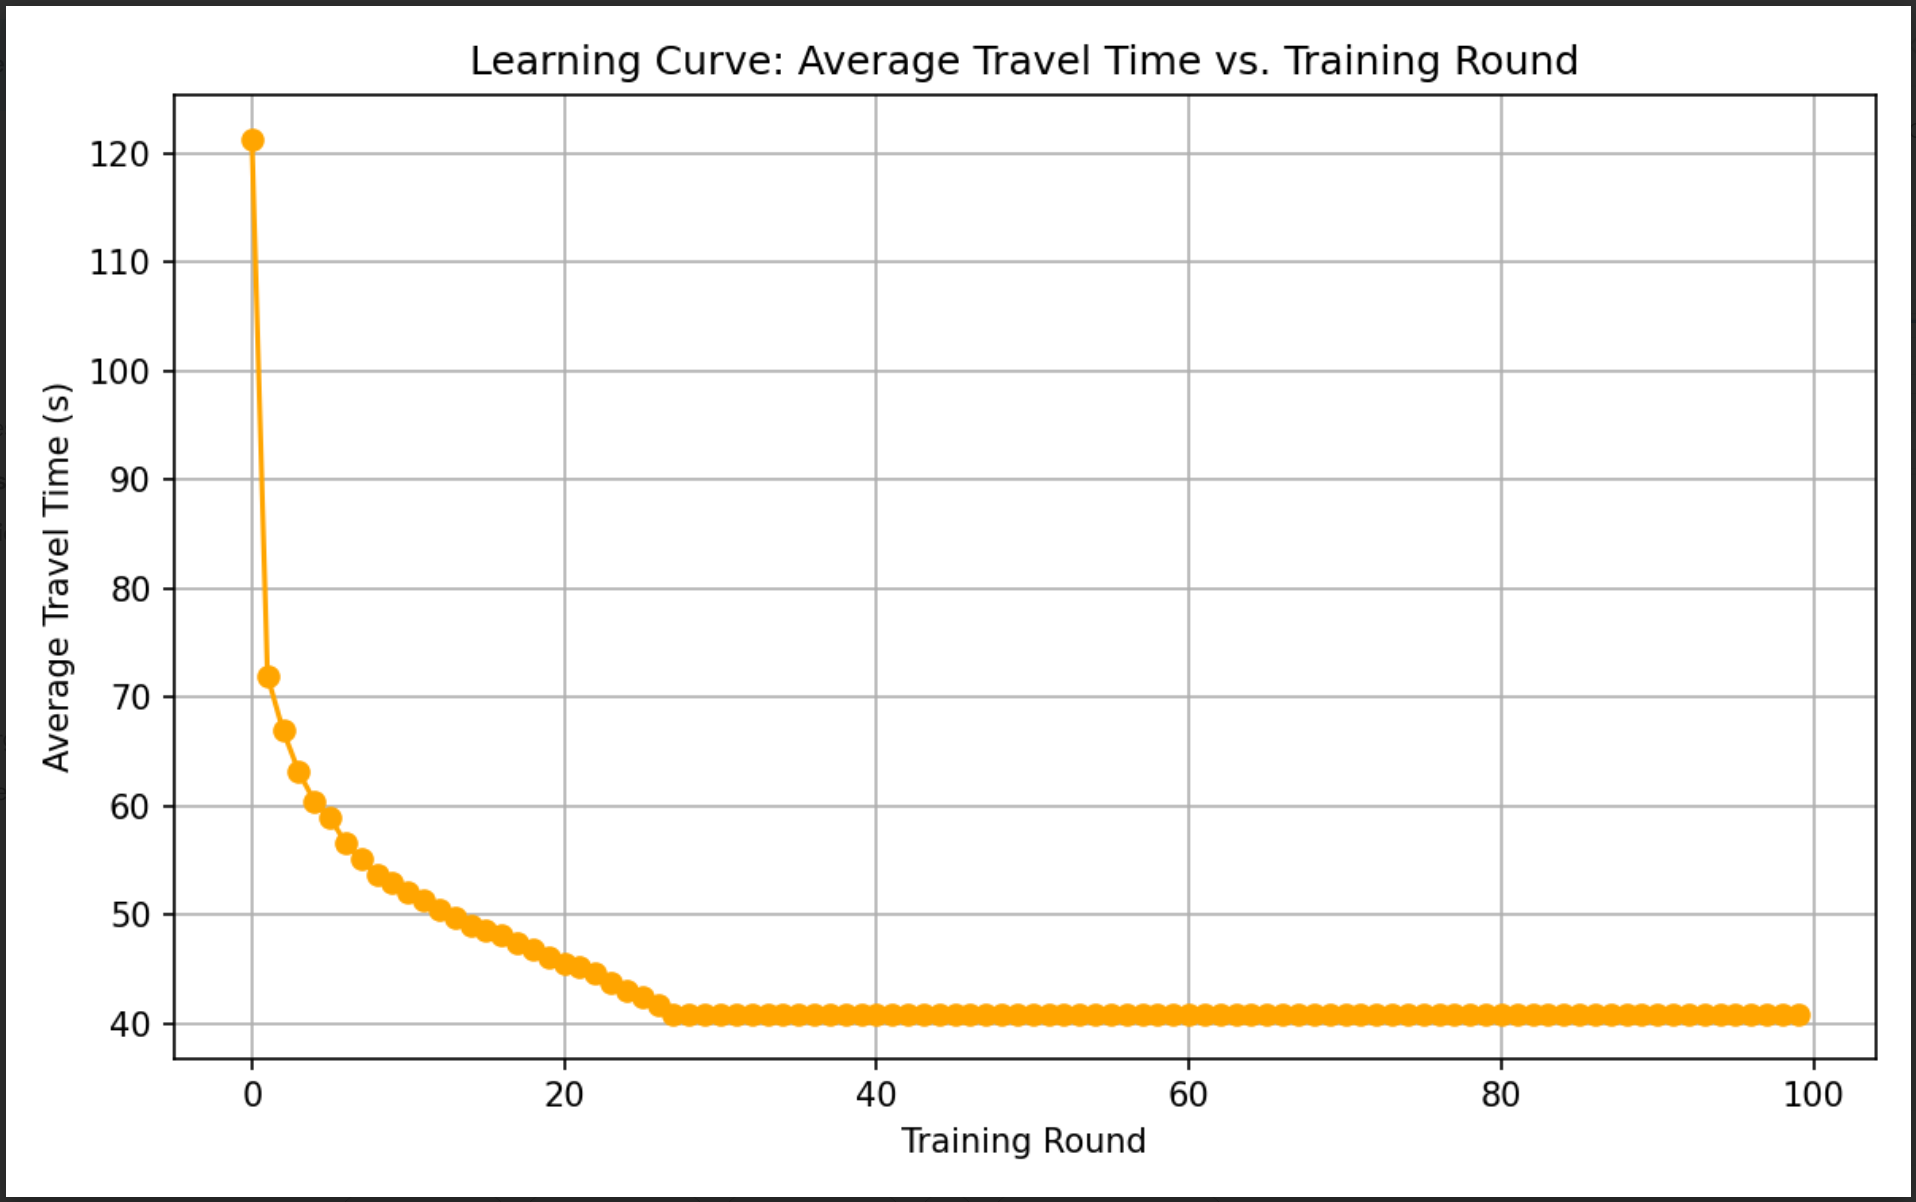 Learning Curve: Average Travel Time vs. Training Round
Average Travel Time (s)
120
110
100
90
80
70
60
50
40
0 20 40 60 80 100
Training Round